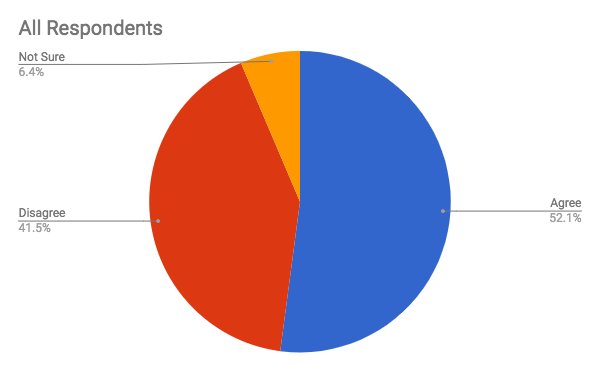 All Respondents
Not Sure
6.4%
Disagree
41.5%
Agree
52.1%